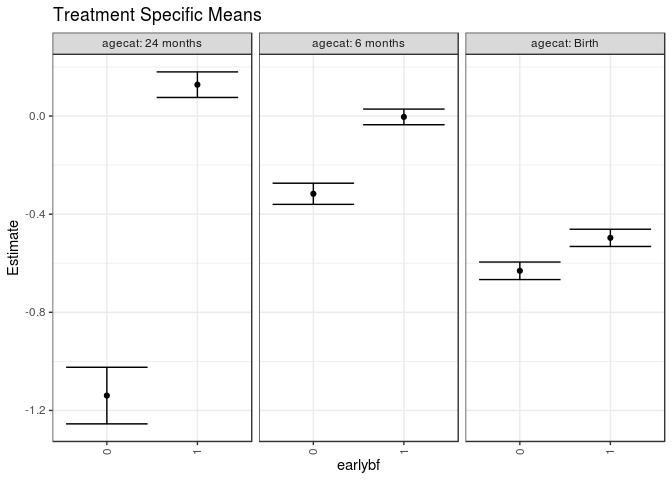 Treatment Specific Means
agecat: 24 months
agecat: 6 months
agecat: Birth
Estimate
0.0
-0.4
-0.8
-1.2
0
1
0
1
0
1
earlybf